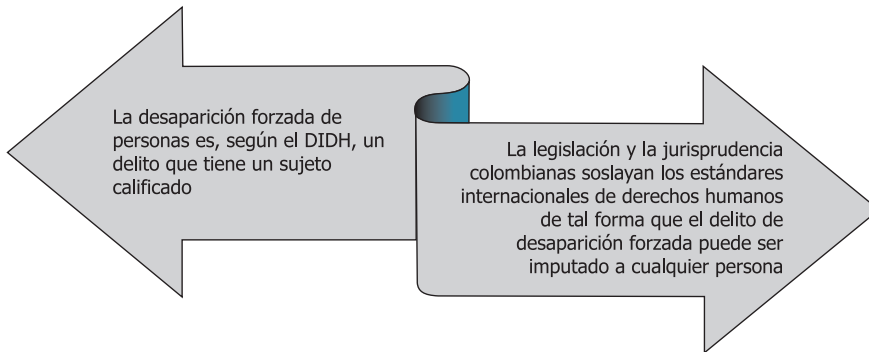 La desaparición forzada de
personas es, según el DIDH, un
delito que tiene un sujeto
calificado
La legislación y la jurisprudencia
colombianas soslayan los estándares
internacionales de derechos humanos
de tal forma que el delito de
desaparición forzada puede ser
imputado a cualquier persona